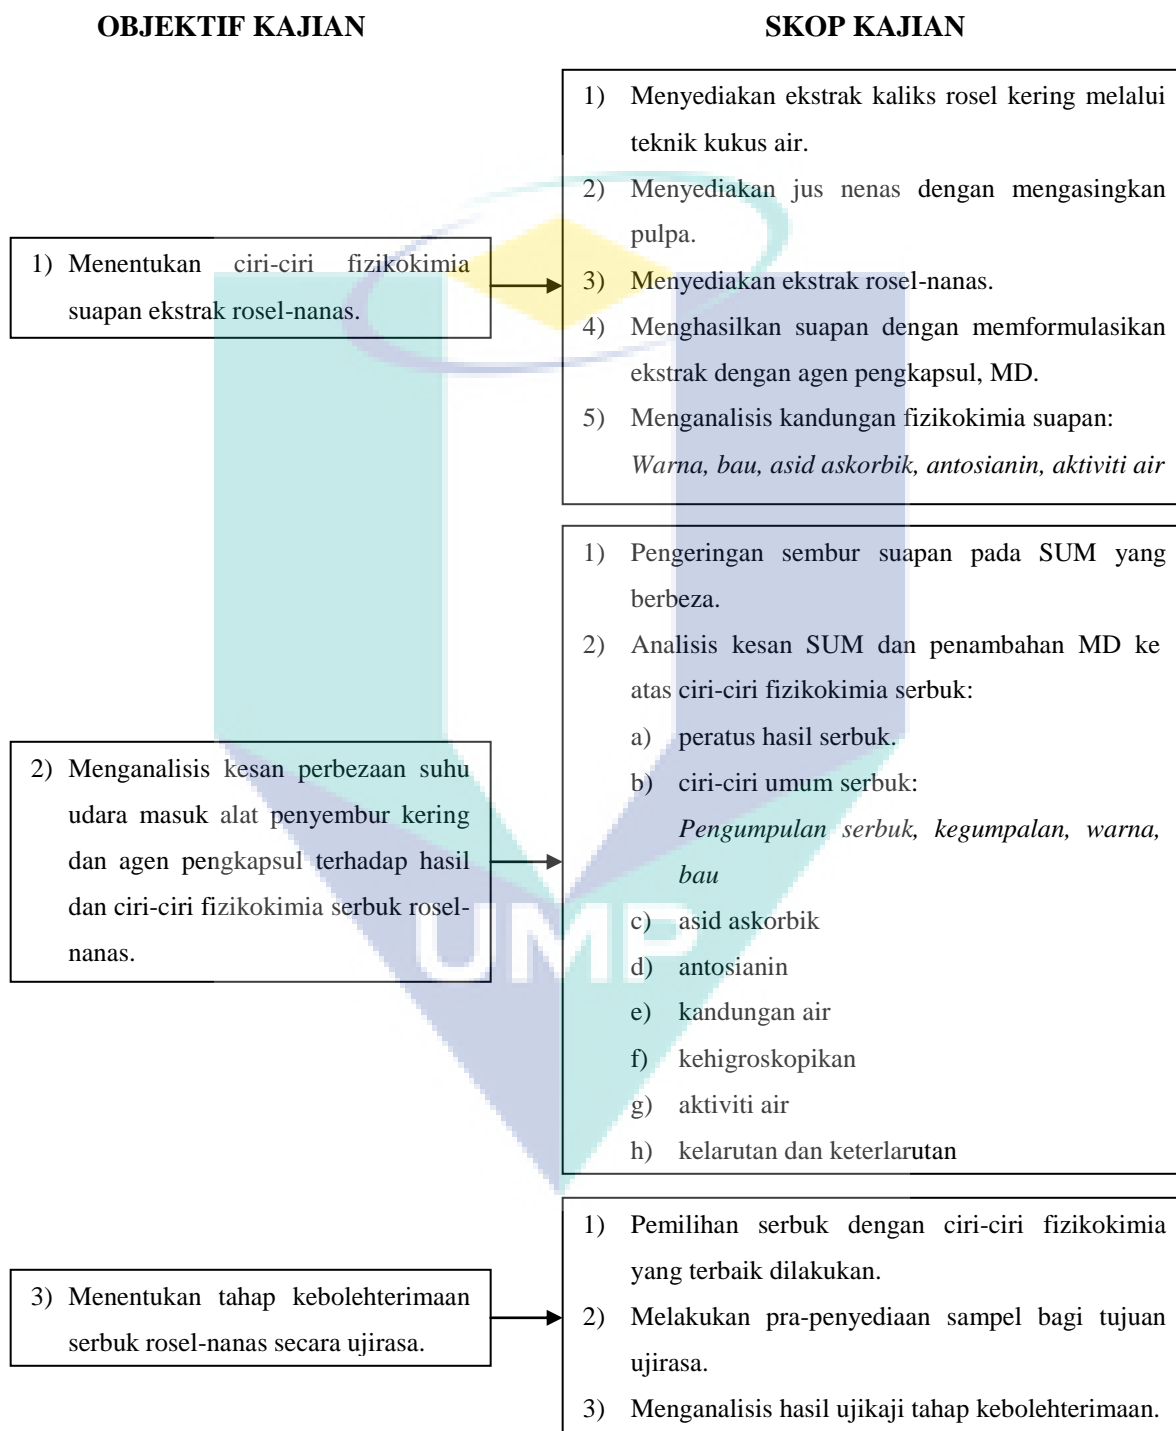 OBJEKTIF KAJIAN
SKOP KAJIAN
1) Menentukan ciri-ciri fizikokimia
suapan ekstrak rosel-nanas.
1) Menyediakan ekstrak kaliks rosel kering melalui
teknik kukus air.
2) Menyediakan jus nenas dengan mengasingkan
pulpa.
3) Menyediakan ekstrak rosel-nanas.
4) Menghasilkan suapan dengan memformulasikan
ekstrak dengan agen pengkapsul, MD.
5) Menganalisis kandungan fizikokimia suapan:
Warna, bau, asid askorbik, antosianin, aktiviti air
2) Menganalisis kesan perbezaan suhu
udara masuk alat penyembur kering
dan agen pengkapsul terhadap hasil
dan ciri-ciri fizikokimia serbuk rosel-
nanas.
1) Pengeringan sembur suapan pada SUM yang
berbeza.
2) Analisis kesan SUM dan penambahan MD ke
atas ciri-ciri fizikokimia serbuk:
a) peratus hasil serbuk.
b) ciri-ciri umum serbuk:
Pengumpulan serbuk, kegumpalan, warna,
bau
c) asid askorbik
d) antosianin
e) kandungan air
f) kehigroskopikan
g) aktiviti air
h) kelarutan dan keterlarutan
UMP
3) Menentukan tahap kebolehterimaan
serbuk rosel-nanas secara ujirasa.
1) Pemilihan serbuk dengan ciri-ciri fizikokimia
yang terbaik dilakukan.
2) Melakukan pra-penyediaan sampel bagi tujuan
ujirasa.
3) Menganalisis hasil ujikaji tahap kebolehterimaan.